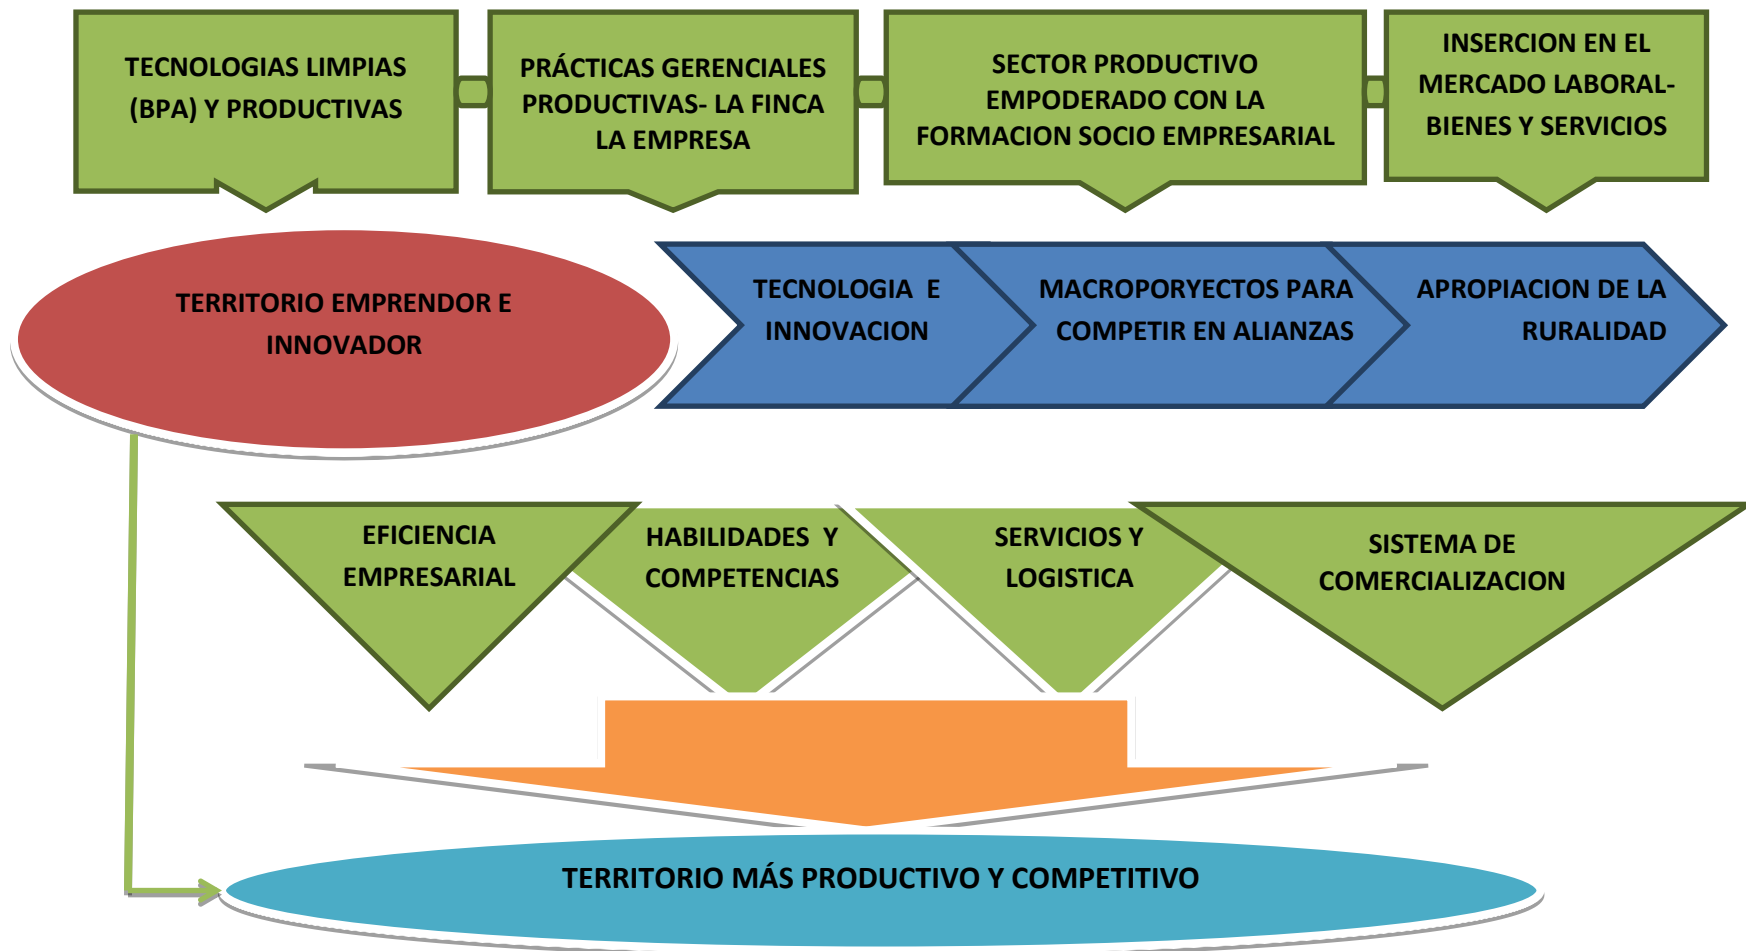 TECNOLOGIAS LIMPIAS
(BPA) Y PRODUCTIVAS
PRÁCTICAS GERENCIALES
PRODUCTIVAS- LA FINCA
LA EMPRESA
SECTOR PRODUCTIVO
EMPODERADO CON LA
FORMACION SOCIO EMPRESARIAL
INSERCION EN EL
MERCADO LABORAL-
BIENES Y SERVICIOS
TERRITORIO EMPRENDOR E
INNOVADOR
TECNOLOGIA E
INNOVACION
MACROPORYECTOS PARA
COMPETIR EN ALIANZAS
APROPIACION DE LA
RURALIDAD
EFICIENCIA
EMPRESARIAL
HABILIDADES Y
COMPETENCIAS
SERVICIOS Y
LOGISTICA
SISTEMA DE
COMERCIALIZACION
TERRITORIO MÁS PRODUCTIVO Y COMPETITIVO